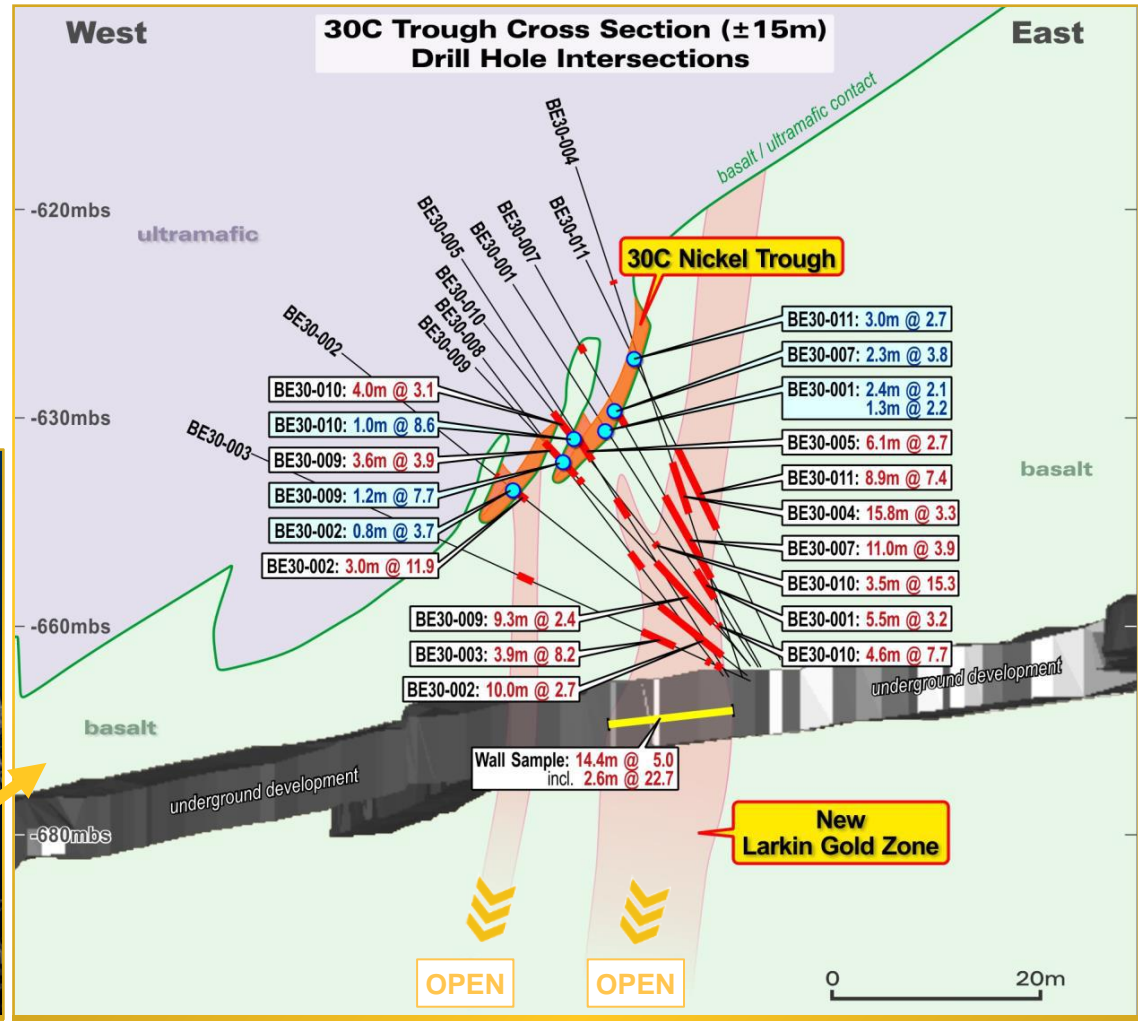 West
30C Trough Cross Section (±15m)
Drill Hole Intersections
East
BE30-004
basalt / ultramafic contact
BE30-005
BE30-001
BE30-007
BE30-011
-620mbs
ultramafic
30C Nickel Trough
BE30-010
BE30-008
BE30-009
BE30-002
BE30-003
BE30-011: 3.0m @ 2.7
BE30-007: 2.3m @ 3.8
BE30-001: 2.4m @ 2.1
1.3m @ 2.2
BE30-005: 6.1m @ 2.7
BE30-011: 8.9m @ 7.4
BE30-004: 15.8m @ 3.3
BE30-007: 11.0m @ 3.9
BE30-010: 3.5m @ 15.3
BE30-001: 5.5m @ 3.2
BE30-010: 4.6m @ 7.7
BE30-010: 4.0m @ 3.1
BE30-010: 1.0m @ 8.6
BE30-009: 3.6m @ 3.9
BE30-009: 1.2m @ 7.7
BE30-002: 0.8m @ 3.7
BE30-002: 3.0m @ 11.9
-630mbs
basalt
BE30-009: 9.3m @ 2.4
BE30-003: 3.9m @ 8.2
BE30-002: 10.0m @ 2.7
-660mbs
underground development
basalt
Wall Sample: 14.4m @ 5.0
incl. 2.6m @ 22.7
underground development
-680mbs
New
Larkin Gold Zone
OPEN
OPEN
0 20m